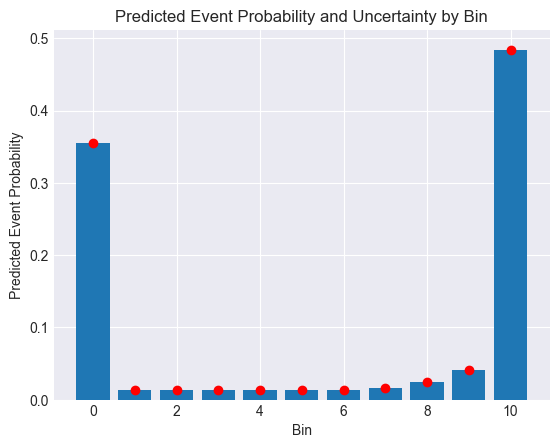 Predicted Event Probability and Uncertainty by Bin
0.5
0.4
0.3
0.2
0.1
0.0
Predicted Event Probability
0 2 4 6 8 10
Bin